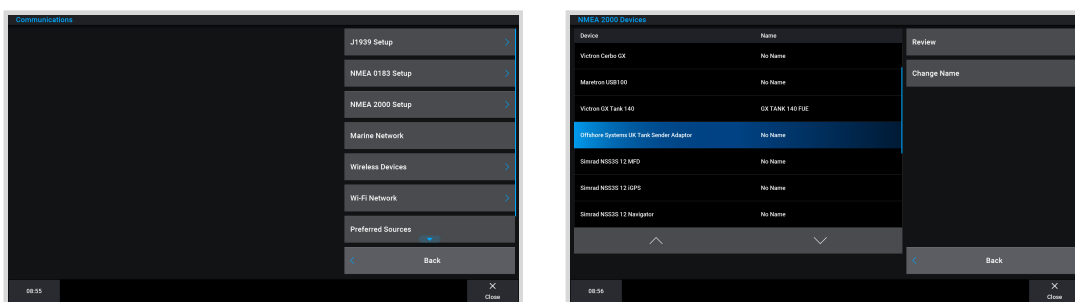 Communications
J1939 Setup
NMEA 0183 Setup
NMEA 2000 Setup
Marine Network
Wireless Devices
Wi-Fi Network
Preferred Sources
Back
08:55
Close
NMEA 2000 Devices
Device Name
Victron Cerbo GX No Name
Maretron USB100 No Name
Victron GX Tank 140 GX TANK 140 FUE
Offshore Systems UK Tank Sender Adaptor No Name
Simrad NSS3S 12 MFD No Name
Simrad NSS3S 12 iGPS No Name
Simrad NSS3S 12 Navigator No Name
Review
Change Name
Back
08:56
Close